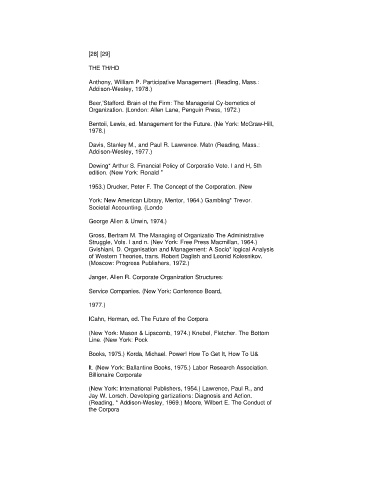 [28] [29]
THE TH/HD
Anthony, William P. Participative Management. (Reading, Mass.:
Addison-Wesley, 1978.)
Beer,'Stafford. Brain of the Firm: The Managerial Cy-bernetics of
Organization. (London: Allen Lane, Penguin Press, 1972.)
Benteii, Lewis, ed. Management for the Future. (Ne York: McGraw-Hill,
1978.)
Davis, Stanley M., and Paul R. Lawrence. Matri (Reading, Mass.:
Addison-Wesley, 1977.)
Dewing* Arthur S. Financial Policy of Corporatio Vote. I and H, 5th
edition. (New York: Ronald "
1953.) Drucker, Peter F. The Concept of the Corporation. (New
York: New American Library, Mentor, 1964.) Gambling* Trevor.
Societal Accounting. (Londo
George Allen & Unwin, 1974.)
Gross, Bertram M. The Managing of Organizatio The Administrative
Struggle, Vols. I and n. (New York: Free Press Macmillan, 1964.)
Gvishiani, D. Organisation and Management: A Socio" logical Analysis
of Western Theories, trans. Robert Daglish and Leonid Kolesnikov.
(Moscow: Progress Publishers, 1972.)
Janger, Allen R. Corporate Organization Structures:
Service Companies. (New York: Conference Board,
1977.)
fCahn, Herman, ed. The Future of the Corpora
(New York: Mason & Lipscomb, 1974.) Knebel, Fletcher. The Bottom
Line. (New York. Pock
Books, 1975.) Korda, Michael. Power! How To Get It, How To U&
ll. (New York: Ballantine Books, 1975.) Labor Research Association.
Billionaire Corporate
(New York: International Publishers, 1954.) Lawrence, Paul R., and
Jay W. Lorsch. Developing gartizations: Diagnosis and Action.
(Reading, " Addison-Wesley, 1969.) Moore, Wilbert E. The Conduct of
the Corpora